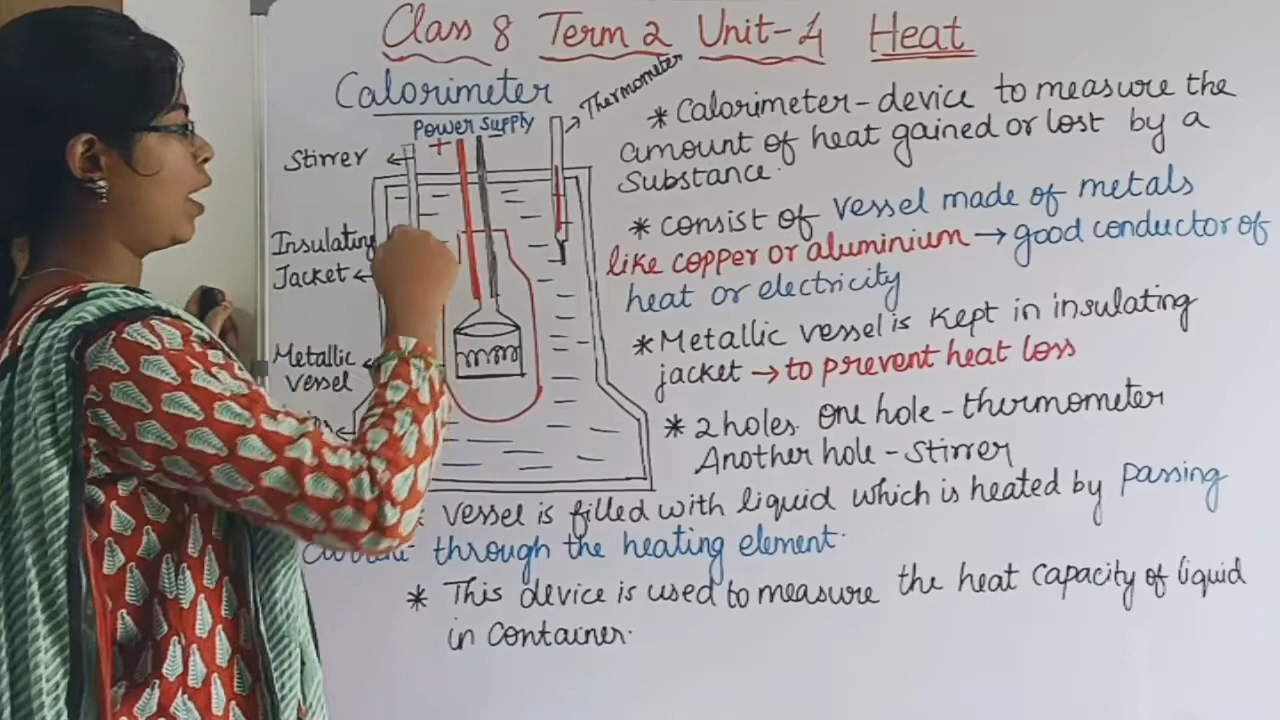 Class 8 Term 2 Unit-4 Heat
Calorimeter
Thermometer
Power supply
+ -
Stirrer
Insulating
Jacket
Metallic
vessel
* Calorimeter - device to measure the
amount of heat gained or lost by a
substance.
* consist of vessel made of metals
like copper or aluminium → good conductor of
heat or electricity
* Metallic vessel is kept in insulating
jacket → to prevent heat loss
* 2 holes. One hole - thermometer
Another hole - Stirrer
* vessel is filled with liquid which is heated by passing
through the heating element.
* This device is used to measure the heat capacity of liquid
in container.